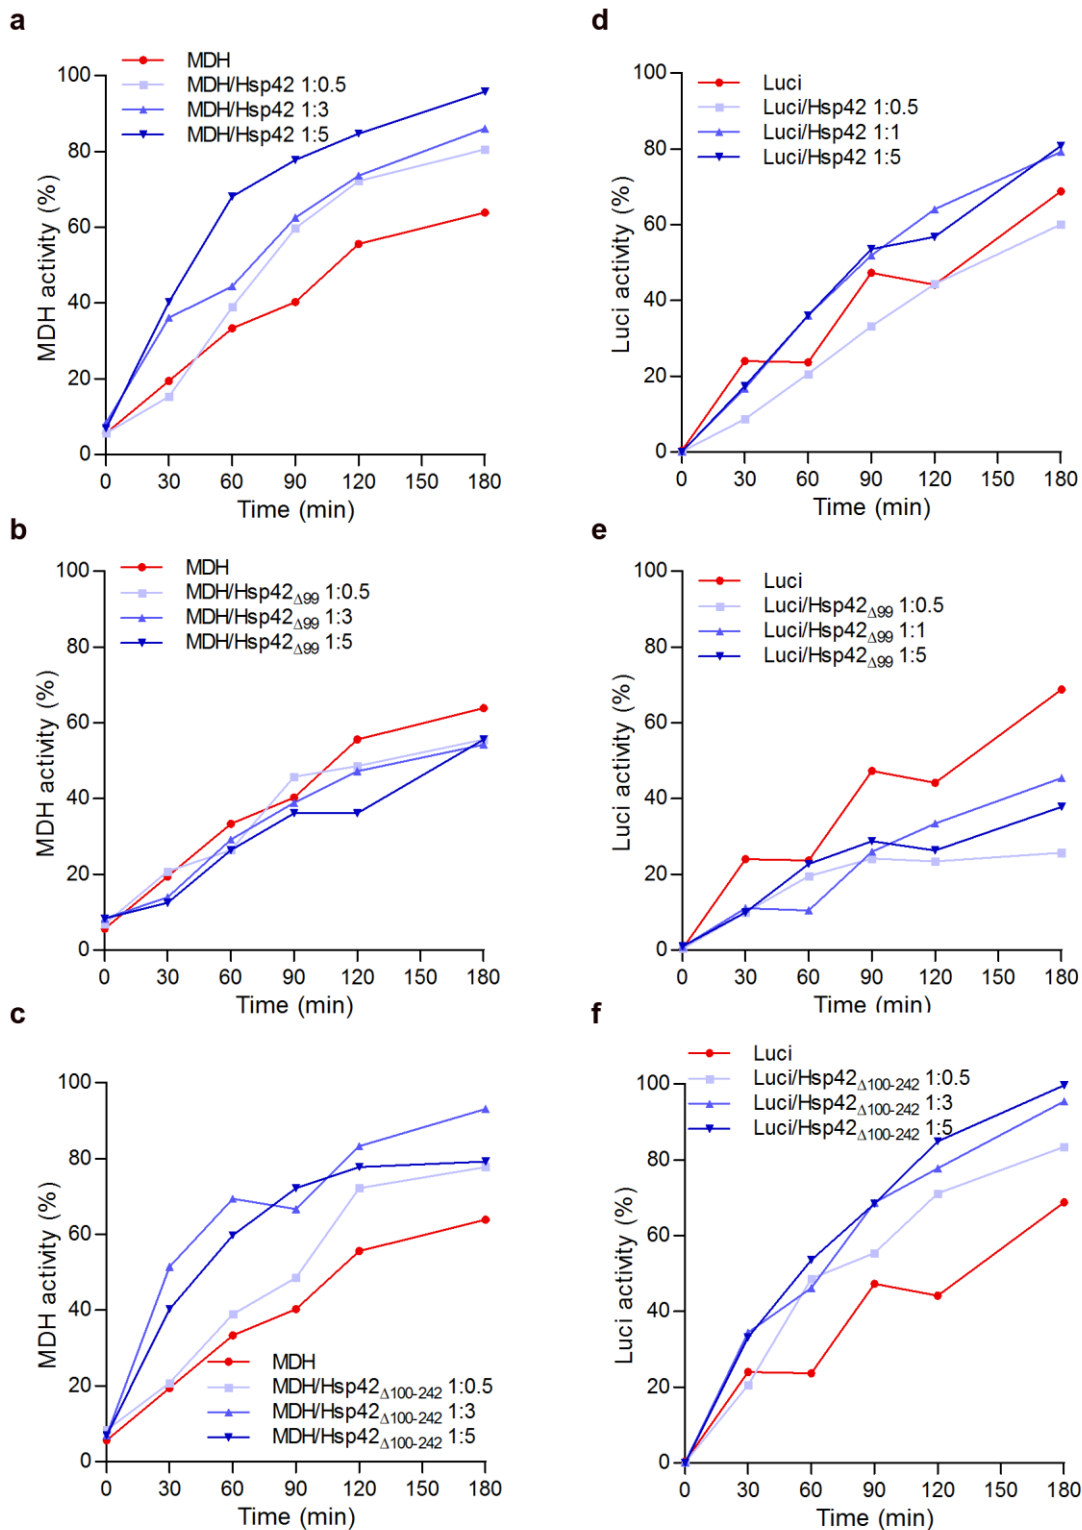 a
MDH
MDH/Hsp42 1:0.5
MDH/Hsp42 1:3
MDH/Hsp42 1:5
MDH activity (%)
100
80
60
40
20
0
0 30 60 90 120 150 180
Time (min)
d
Luci
Luci/Hsp42 1:0.5
Luci/Hsp42 1:1
Luci/Hsp42 1:5
Luci activity (%)
100
80
60
40
20
0
0 30 60 90 120 150 180
Time (min)
b
MDH
MDH/Hsp42Δ99 1:0.5
MDH/Hsp42Δ99 1:3
MDH/Hsp42Δ99 1:5
MDH activity (%)
100
80
60
40
20
0
0 30 60 90 120 150 180
Time (min)
e
Luci
Luci/Hsp42Δ99 1:0.5
Luci/Hsp42Δ99 1:1
Luci/Hsp42Δ99 1:5
Luci activity (%)
100
80
60
40
20
0
0 30 60 90 120 150 180
Time (min)
c
MDH activity (%)
100
80
60
40
20
0
MDH
MDH/Hsp42Δ100-242 1:0.5
MDH/Hsp42Δ100-242 1:3
MDH/Hsp42Δ100-242 1:5
0 30 60 90 120 150 180
Time (min)
f
Luci
Luci/Hsp42Δ100-242 1:0.5
Luci/Hsp42Δ100-242 1:3
Luci/Hsp42Δ100-242 1:5
Luci activity (%)
100
80
60
40
20
0
0 30 60 90 120 150 180
Time (min)